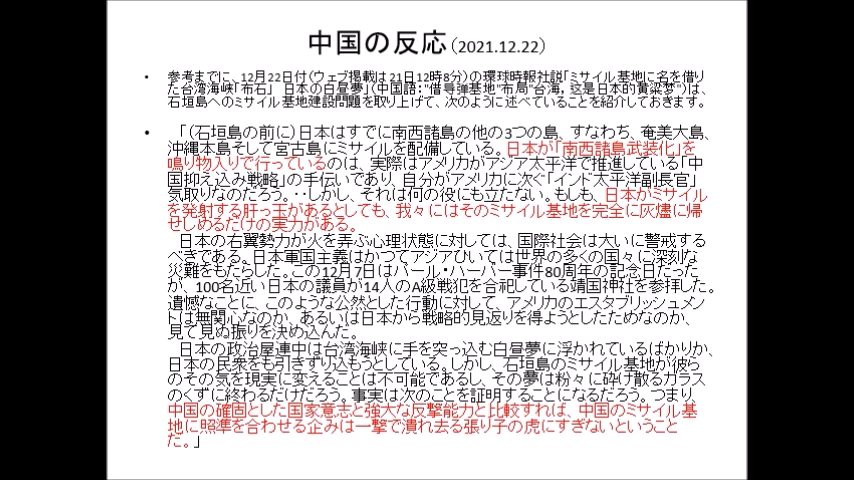 中国の反応（2021.12.22）
• 参考までに、12月22日付（ウェブ掲載は21日12時8分）の環球時報社説「ミサイル基地に名を借り
た台湾海峡「布石」 日本の白昼夢」（中国語："借导弹基地"布局"台海，这是日本的黄粱梦"）は、
石垣島へのミサイル基地建設問題を取り上げて、次のように述べていることを紹介しておきます。
• 「（石垣島の前に）日本はすでに南西諸島の他の3つの島、すなわち、奄美大島、
沖縄本島そして宮古島にミサイルを配備している。日本が「南西諸島武装化」を
鳴り物入りで行っているのは、実際はアメリカがアジア太平洋で推進している「中
国抑え込み戦略」の手伝いであり、自分がアメリカに次ぐ「インド太平洋副長官」
気取りなのだろう。‥しかし、それは何の役にも立たない。もしも、日本がミサイル
を発射する肝っ玉があるとしても、我々にはそのミサイル基地を完全に灰燼に帰
せしめるだけの実力がある。
日本の右翼勢力が火を弄ぶ心理状態に対しては、国際社会は大いに警戒する
べきである。日本軍国主義はかつてアジアひいては世界の多くの国々に深刻な
災難をもたらした。この12月7日はパール・ハーバー事件80周年の記念日だった
が、100名近い日本の議員が14人のA級戦犯を合祀している靖国神社を参拝した。
遺憾なことに、このような公然とした行動に対して、アメリカのエスタブリッシュメン
トは無関心なのか、あるいは日本から戦略的見返りを得ようとしたためなのか、
見て見ぬ振りを決め込んだ。
日本の政治屋連中は台湾海峡に手を突っ込む白昼夢に浮かれているばかりか、
日本の民衆をも引きずり込もうとしている。しかし、石垣島のミサイル基地が彼ら
のその気を現実に変えることは不可能であるし、その夢は粉々に砕け散るガラス
のくずに終わるだけだろう。事実は次のことを証明することになるだろう。つまり、
中国の確固とした国家意志と強大な反撃能力と比較すれば、中国のミサイル基
地に照準を合わせる企みは一撃で潰れ去る張り子の虎にすぎないということ
だ。」